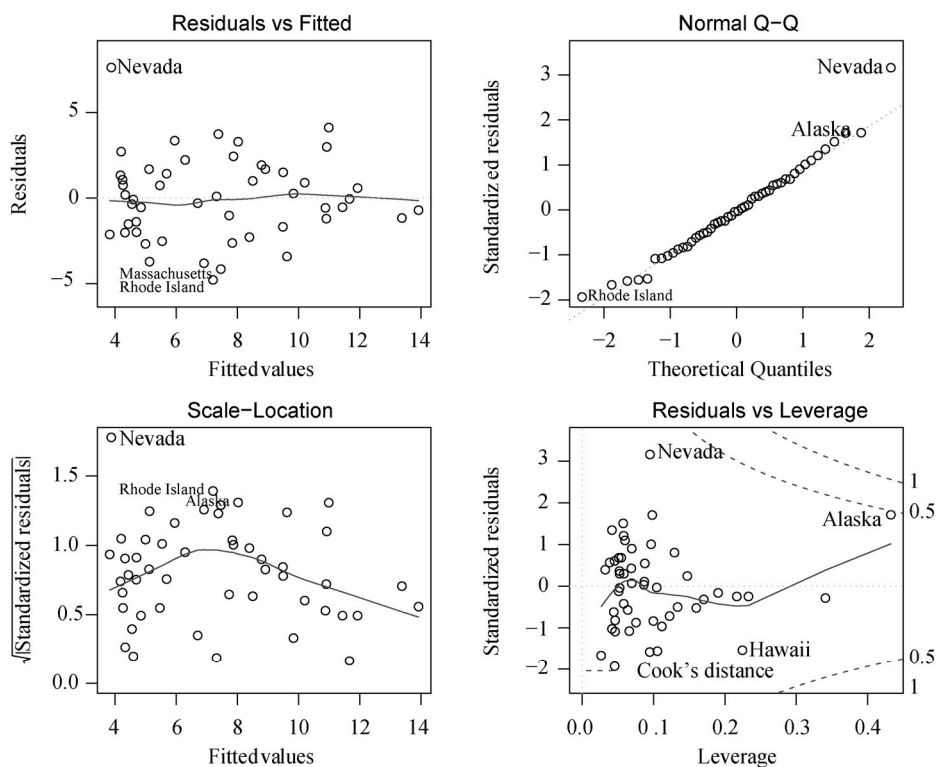 Residuals vs Fitted
Nevada
5
0
−5
Massachusetts
Rhode Island
4 6 8 10 12 14
Residuals
Fitted values
Normal Q−Q
Nevada
Alaska
Rhode Island
3
2
1
0
−1
−2
−2 −1 0 1 2
Standardized residuals
Theoretical Quantiles
Scale−Location
Nevada
Rhode Island
Alaska
1.5
1.0
0.5
0.0
4 6 8 10 12 14
√|Standardized residuals|
Fitted values
Residuals vs Leverage
Nevada
Alaska
Hawaii
Cook's distance
1
0.5
0.5
1
3
2
1
0
−1
−2
0.0 0.1 0.2 0.3 0.4
Standardized residuals
Leverage